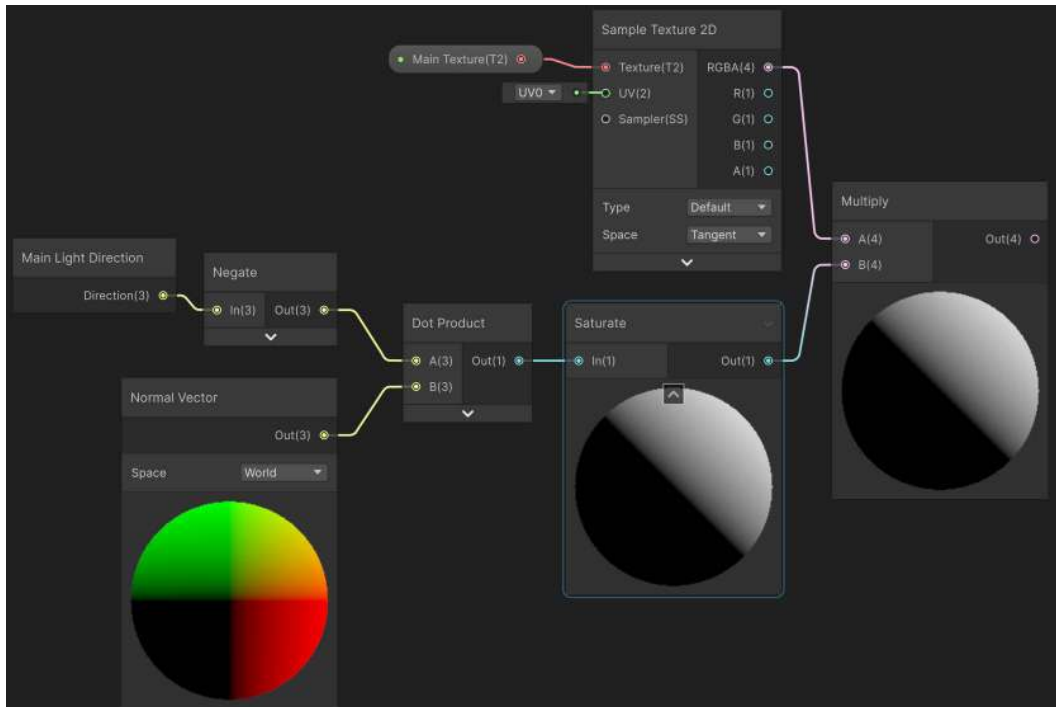 Sample Texture 2D
Main Texture(T2)
Texture(T2)
RGBA(4)
UV0
UV(2)
R(1)
Sampler(SS)
G(1)
B(1)
A(1)
Type
Default
Space
Tangent
Multiply
A(4)
Out(4)
B(4)
Main Light Direction
Direction(3)
Negate
In(3)
Out(3)
Dot Product
A(3)
Out(1)
B(3)
Saturate
In(1)
Out(1)
Normal Vector
Out(3)
Space
World